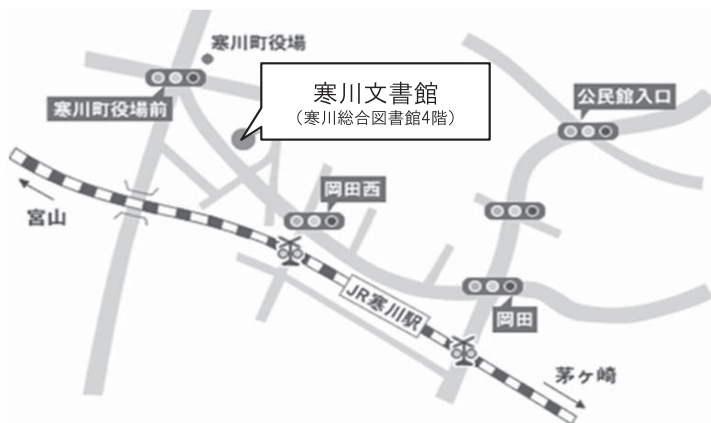 寒川町役場
寒川文書館
（寒川総合図書館4階）
公民館入口
寒川町役場前
岡田西
宮山
JR寒川駅
岡田
茅ヶ崎